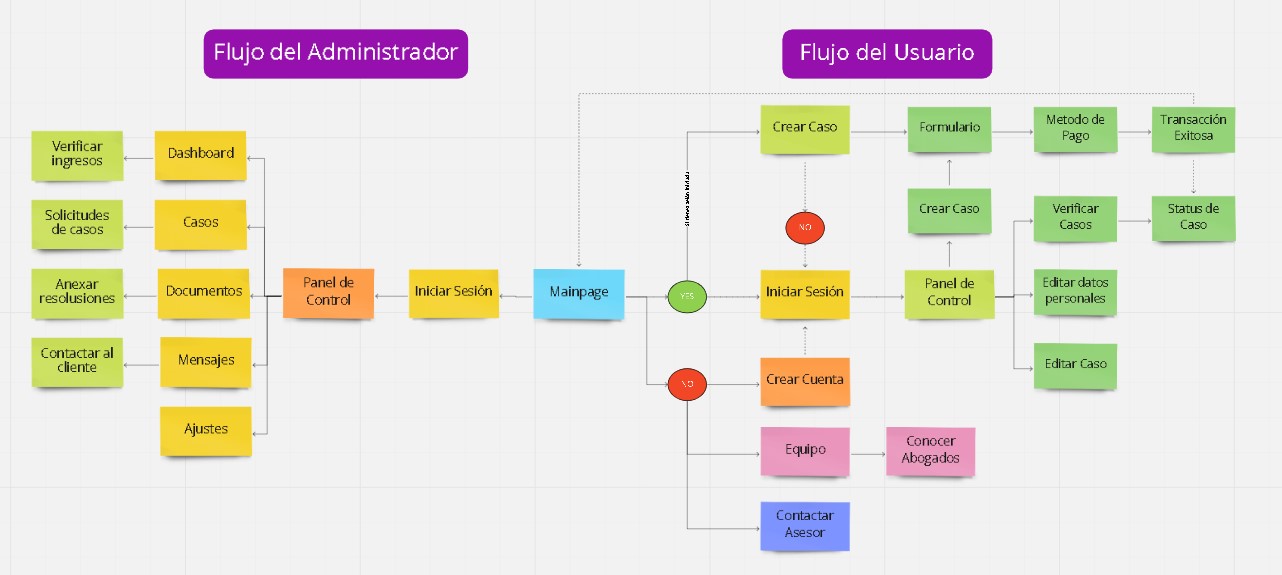 Flujo del Administrador
Flujo del Usuario
Verificar
ingresos
Dashboard
Solicitudes
de casos
Casos
Anexar
resolusiones
Documentos
Contactar al
cliente
Mensajes
Ajustes
Panel de
Control
Iniciar Sesión
Mainpage
YES
NO
Crear Caso
NO
Iniciar Sesión
Crear Cuenta
Equipo
Conocer
Abogados
Contactar
Asesor
Formulario
Metodo de
Pago
Transacción
Exitosa
Crear Caso
Verificar
Casos
Status de
Caso
Panel de
Control
Editar datos
personales
Editar Caso